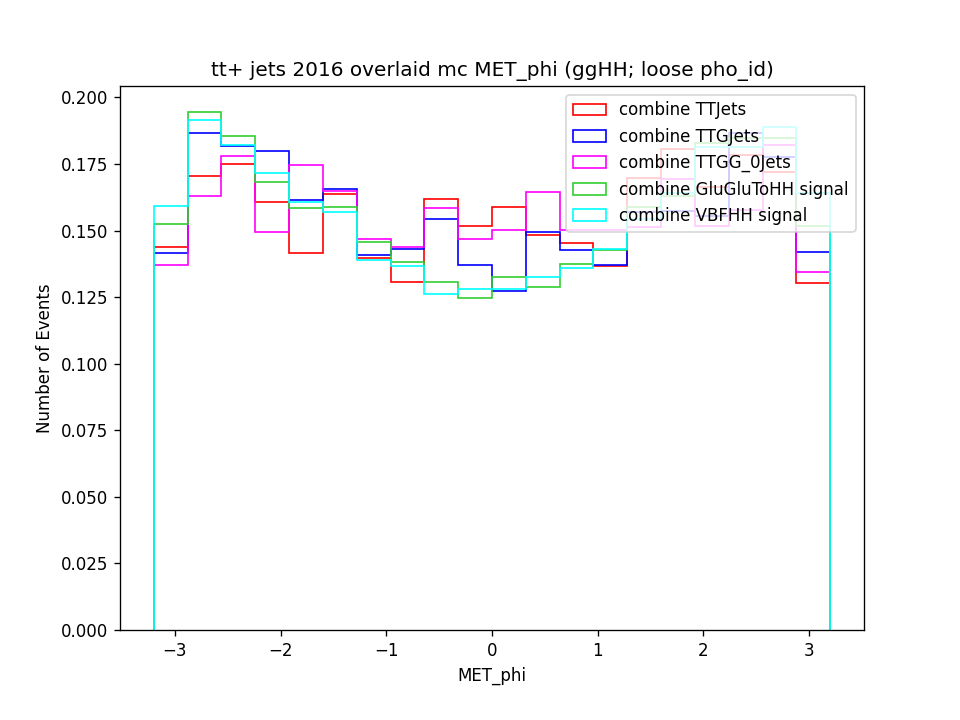 tt+ jets 2016 overlaid mc MET_phi (ggHH; loose pho_id)
combine TTJets
combine TTGJets
combine TTGG_0Jets
combine GluGluToHH signal
combine VBFHH signal
0.200
0.175
0.150
0.125
0.100
0.075
0.050
0.025
0.000
Number of Events
−3 −2 −1 0 1 2 3
MET_phi